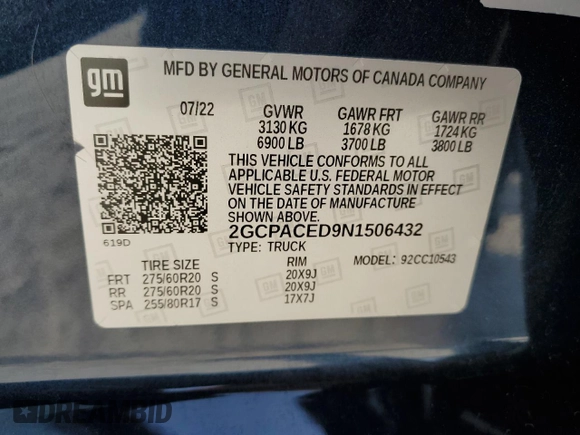 gm
MFD BY GENERAL MOTORS OF CANADA COMPANY
07/22 GVWR GAWR FRT GAWR RR
3130 KG 1678 KG 1724 KG
6900 LB 3700 LB 3800 LB
THIS VEHICLE CONFORMS TO ALL
APPLICABLE U.S. FEDERAL MOTOR
VEHICLE SAFETY STANDARDS IN EFFECT
ON THE DATE OF MANUFACTURE
SHOWN ABOVE.
619D
2GCPACED9N1506432
TYPE: TRUCK
TIRE SIZE RIM MODEL: 92CC10543
FRT 275/60R20 S 20X9J
RR 275/60R20 S 20X9J
SPA 255/80R17 S 17X7J
DREAMBID